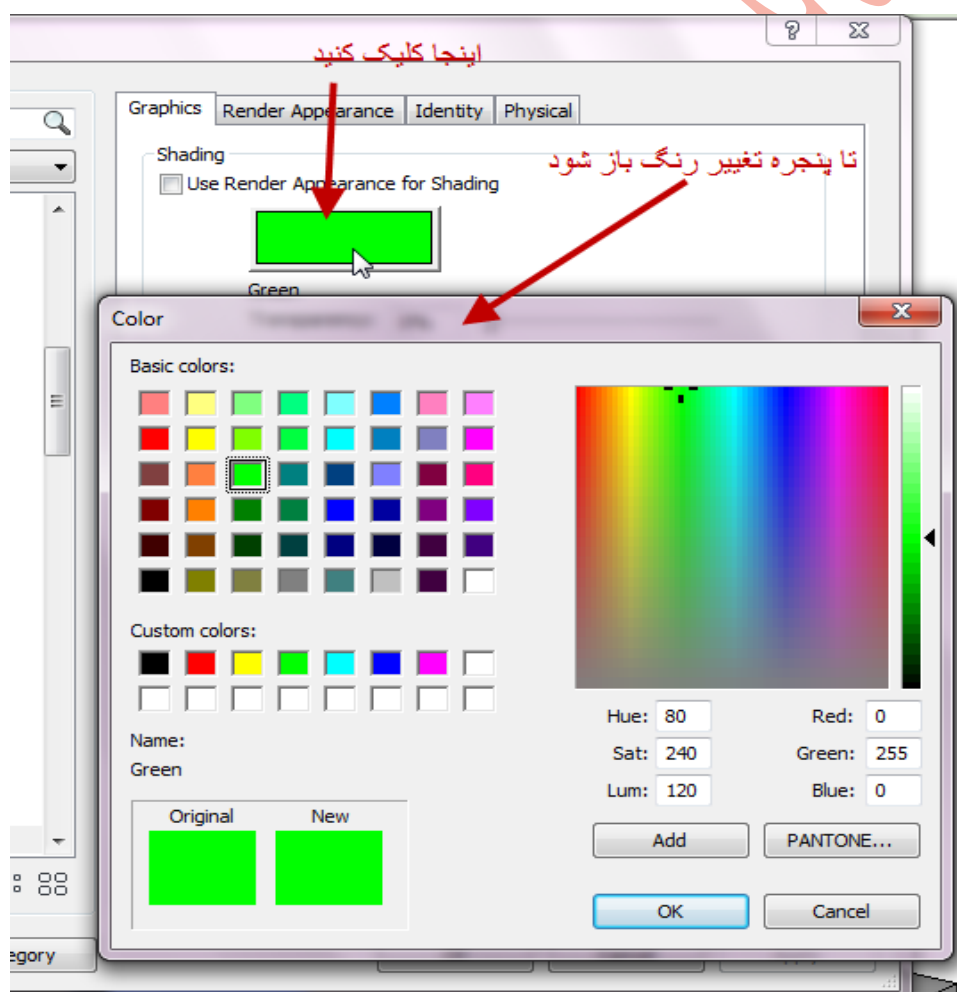 اینجا کلیک کنید
Graphics Render Appearance Identity Physical
Shading
تا پنجره تغییر رنگ باز شود
Use Render Appearance for Shading
Green
Color
Basic colors:
Custom colors:
Hue: 80 Red: 0
Name:
Sat: 240 Green: 255
Green
Lum: 120 Blue: 0
Original New
Add PANTONE...
OK Cancel
egory